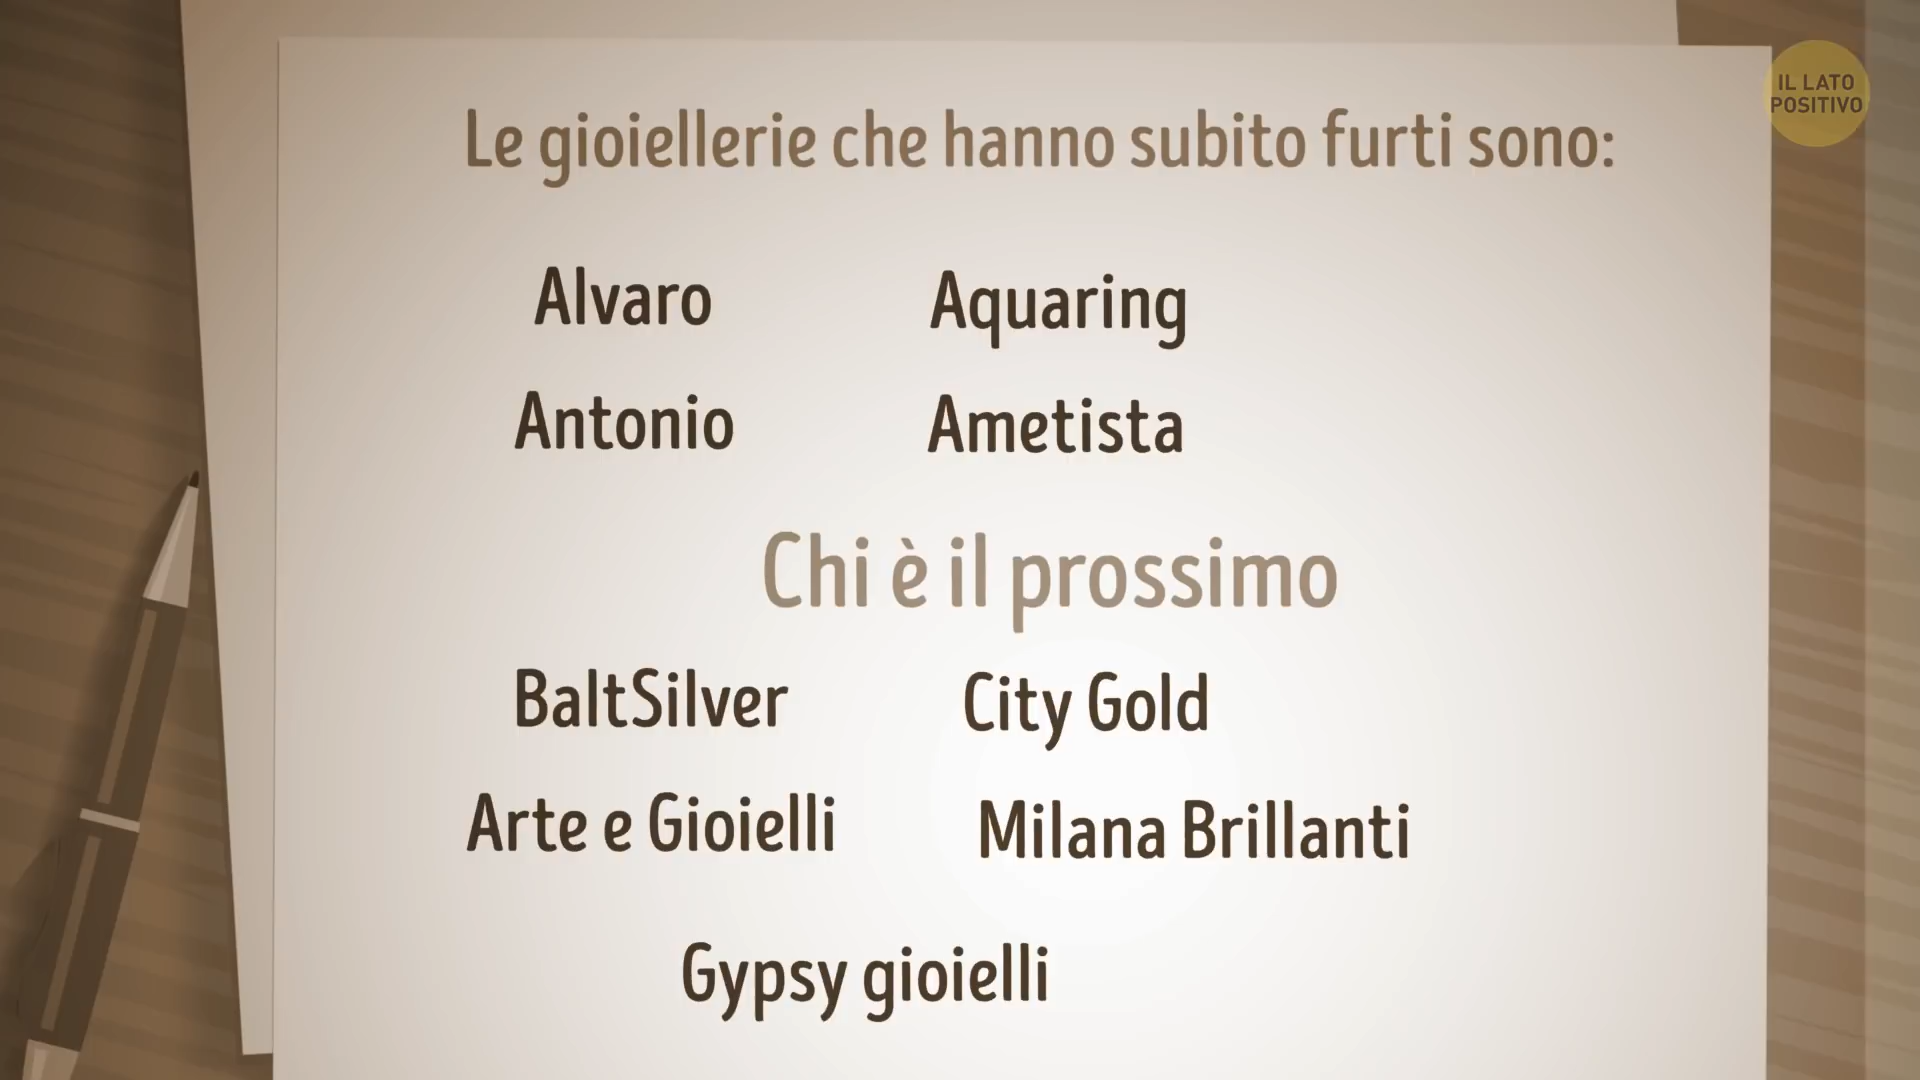 IL LATO
POSITIVO
Le gioiellerie che hanno subito furti sono:
Alvaro
Aquaring
Antonio
Ametista
Chi è il prossimo
BaltSilver
City Gold
Arte e Gioielli
Milana Brillanti
Gypsy gioielli